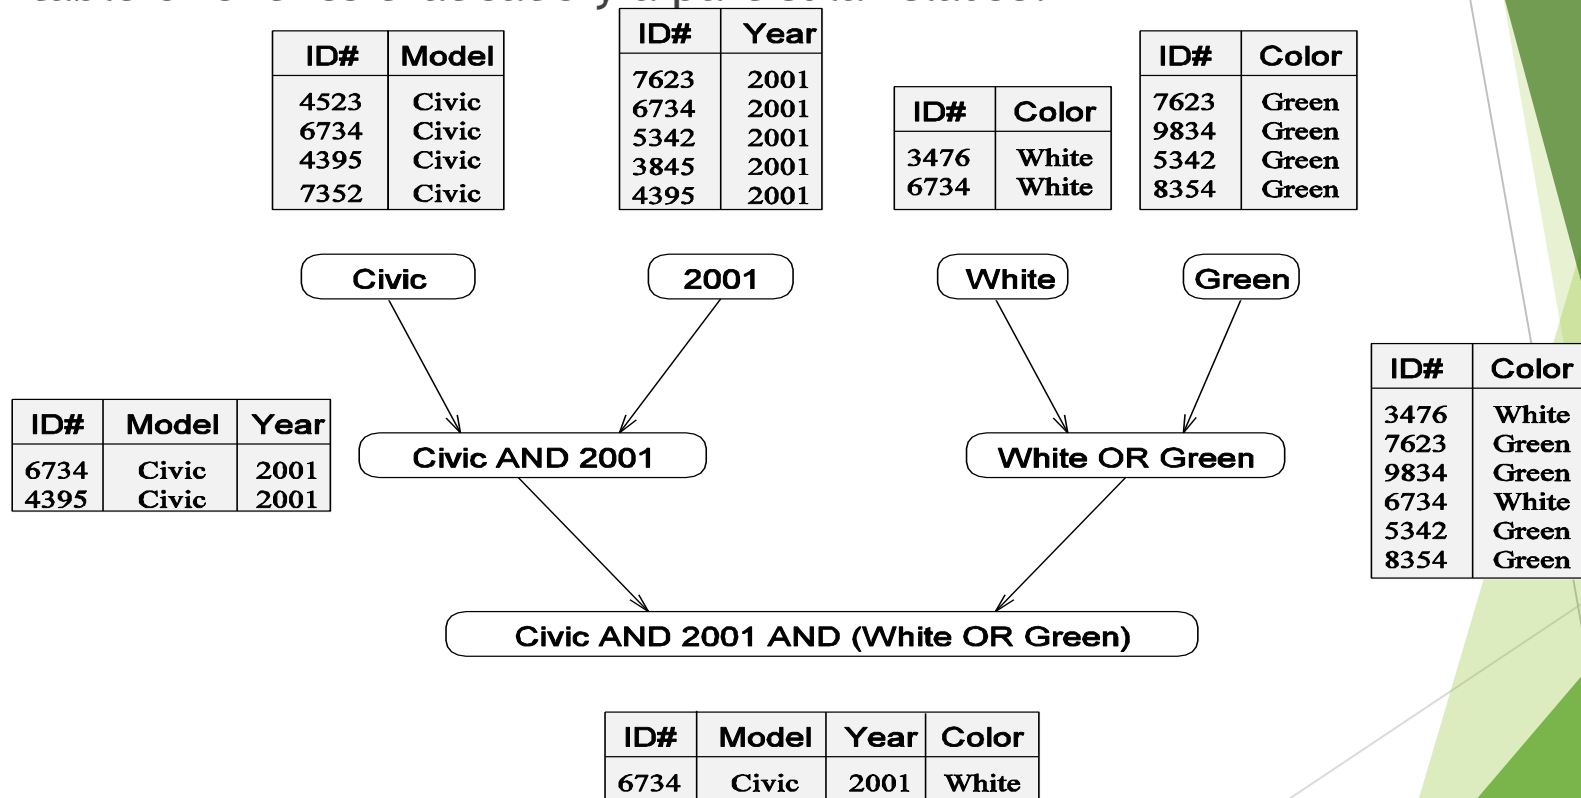 ID# Model
4523 Civic
6734 Civic
4395 Civic
7352 Civic
ID# Year
7623 2001
6734 2001
5342 2001
3845 2001
4395 2001
ID# Color
3476 White
6734 White
ID# Color
7623 Green
9834 Green
5342 Green
8354 Green
Civic
2001
White
Green
ID# Model Year
6734 Civic 2001
4395 Civic 2001
Civic AND 2001
White OR Green
ID# Color
3476 White
7623 Green
9834 Green
6734 White
5342 Green
8354 Green
Civic AND 2001 AND (White OR Green)
ID# Model Year Color
6734 Civic 2001 White